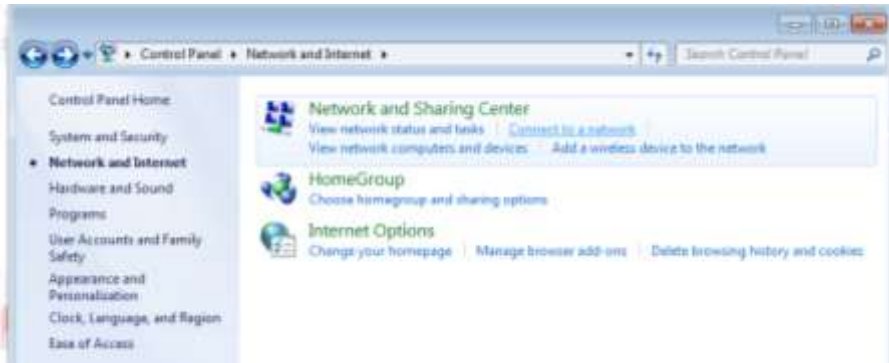 Control Panel Network and Internet Search Control Panel
Control Panel Home
System and Security
Network and Internet
Hardware and Sound
Programs
User Accounts and Family
Safety
Appearance and
Personalization
Clock, Language, and Region
Ease of Access
Network and Sharing Center
View network status and tasks Connect to a network
View network computers and devices Add a wireless device to the network
HomeGroup
Choose homegroup and sharing options
Internet Options
Change your homepage Manage browser add-ons Delete browsing history and cookies